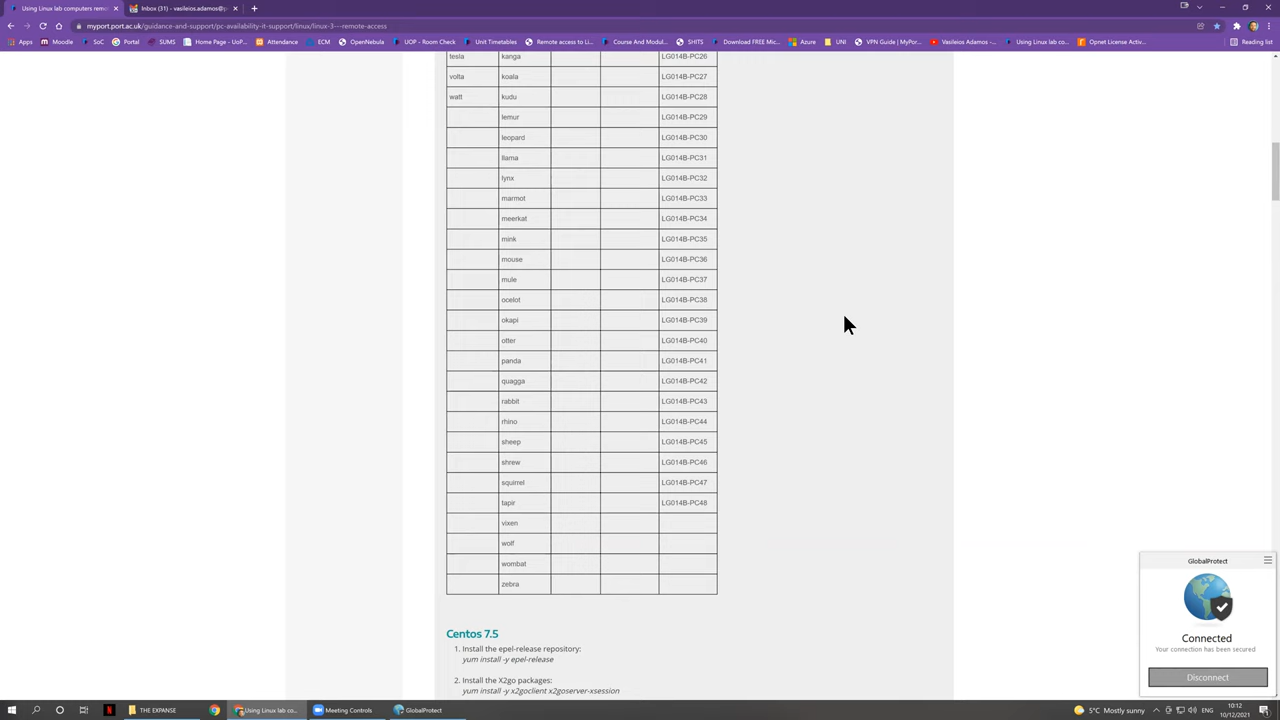 Using Linux lab computers remo
Inbox (31) - vasileios.adamos@p
myport.port.ac.uk/guidance-and-support/pc-availability-it-support/linux/linux-3---remote-access
Apps Moodle SoC Portal SUMS Home Page - UoP... Attendance ECM OpenNebula UOP - Room Check Unit Timetables Remote access to Li... Course And Modul... SHITS Download FREE Mic... Azure UNI VPN Guide | MyPor... Vasileios Adamos -... Using Linux lab co... Opnet License Activ... Reading list
tesla kanga LG014B-PC26
volta koala LG014B-PC27
watt kudu LG014B-PC28
lemur LG014B-PC29
leopard LG014B-PC30
llama LG014B-PC31
lynx LG014B-PC32
marmot LG014B-PC33
meerkat LG014B-PC34
mink LG014B-PC35
mouse LG014B-PC36
mule LG014B-PC37
ocelot LG014B-PC38
okapi LG014B-PC39
otter LG014B-PC40
panda LG014B-PC41
quagga LG014B-PC42
rabbit LG014B-PC43
rhino LG014B-PC44
sheep LG014B-PC45
shrew LG014B-PC46
squirrel LG014B-PC47
tapir LG014B-PC48
vixen
wolf
wombat
zebra
Centos 7.5
1. Install the epel-release repository:
yum install -y epel-release
2. Install the X2go packages:
yum install -y x2goclient x2goserver-xsession
GlobalProtect
Connected
Your connection has been secured
Disconnect
THE EXPANSE
Using Linux lab co...
Meeting Controls
GlobalProtect
5°C Mostly sunny
ENG
10:12
10/12/2021